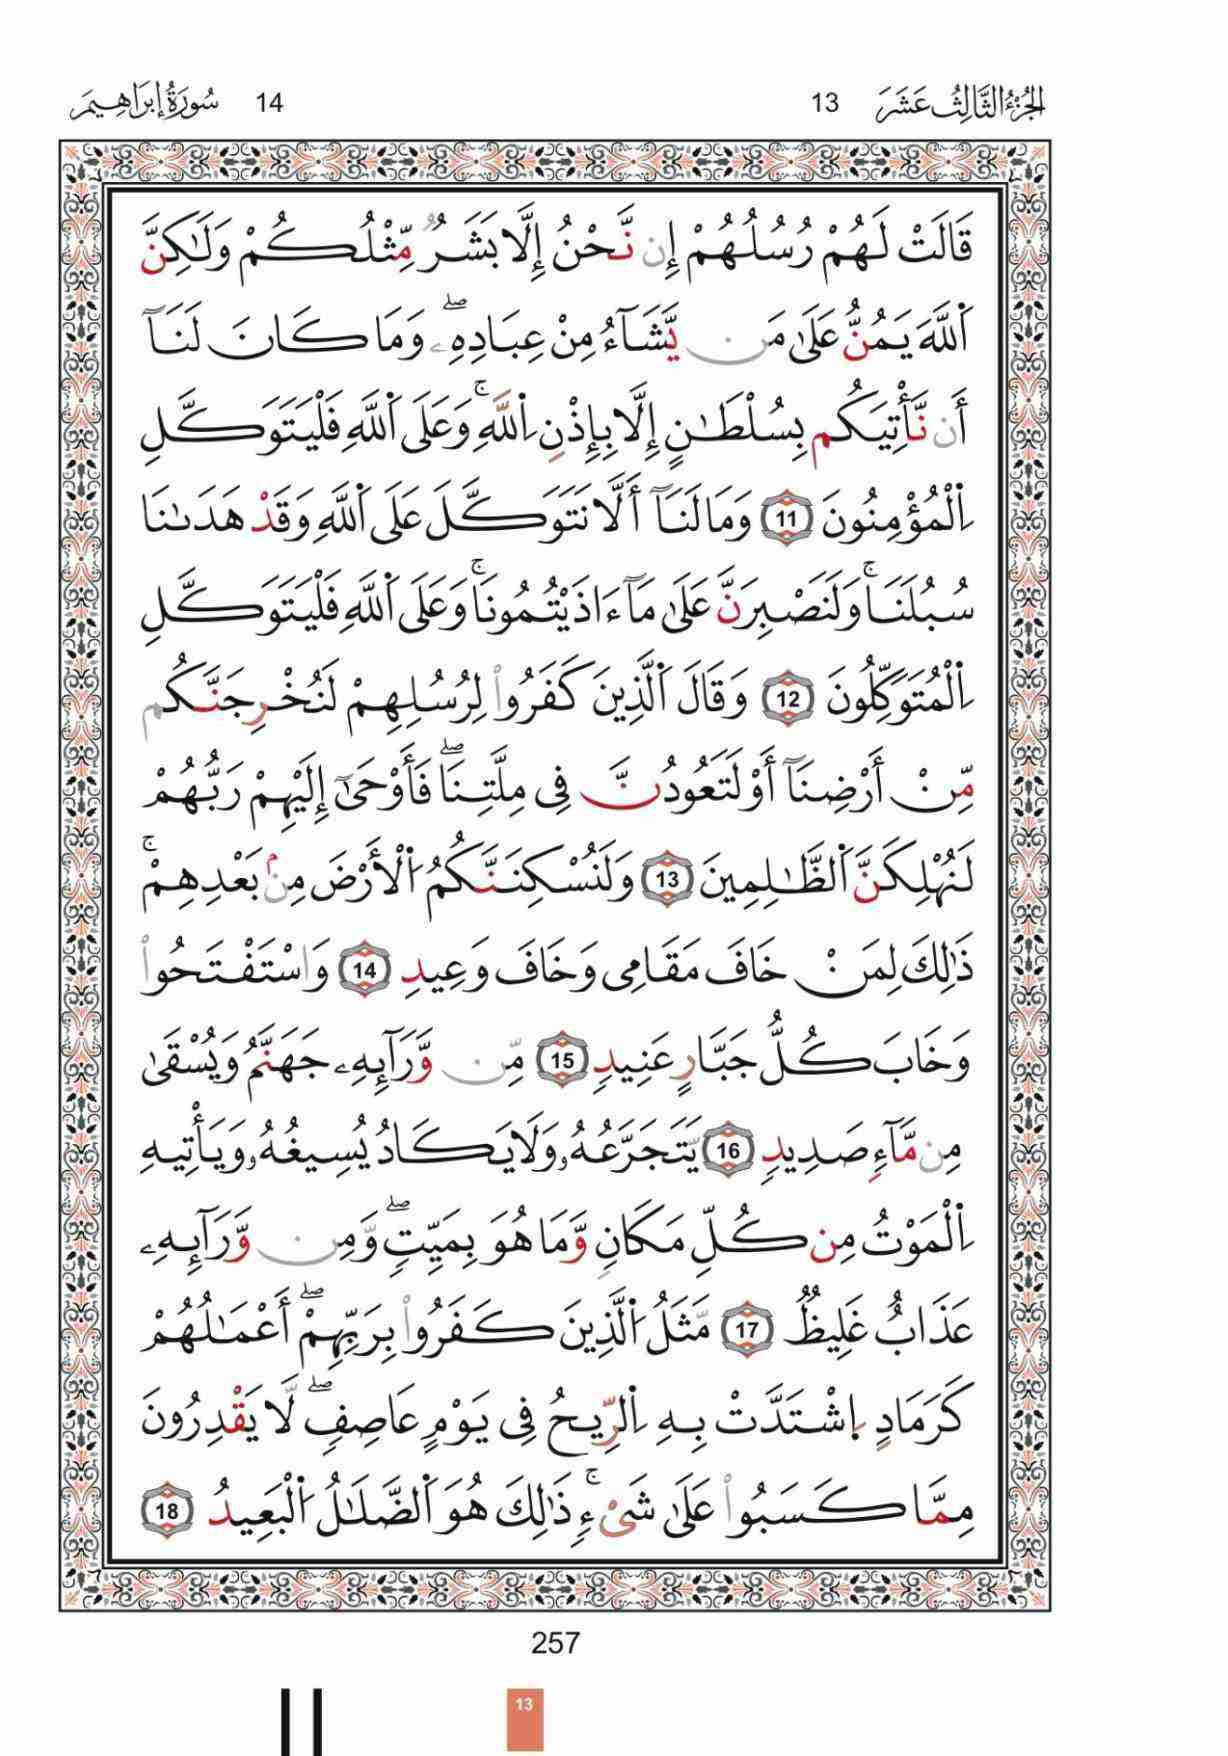 الجُزْءُ الثَّالِثُ عَشَرَ 13 14 سُورَةُ إِبْرَاهِيمَ
قَالَتْ لَهُمْ رُسُلُهُمْ إِن نَّحْنُ إِلَّا بَشَرٌ مِّثْلُكُمْ وَلَٰكِنَّ
ٱللَّهَ يَمُنُّ عَلَىٰ مَن يَّشَآءُ مِنْ عِبَادِهِۦ ۖ وَمَا كَانَ لَنَآ
أَن نَّأْتِيَكُم بِسُلْطَٰنٍ إِلَّا بِإِذْنِ ٱللَّهِ ۚ وَعَلَى ٱللَّهِ فَلْيَتَوَكَّلِ
ٱلْمُؤْمِنُونَ 11 وَمَا لَنَآ أَلَّا نَتَوَكَّلَ عَلَى ٱللَّهِ وَقَدْ هَدَىٰنَا
سُبُلَنَا ۚ وَلَنَصْبِرَنَّ عَلَىٰ مَآ ءَاذَيْتُمُونَا ۚ وَعَلَى ٱللَّهِ فَلْيَتَوَكَّلِ
ٱلْمُتَوَكِّلُونَ 12 وَقَالَ ٱلَّذِينَ كَفَرُوا۟ لِرُسُلِهِمْ لَنُخْرِجَنَّكُم
مِّنْ أَرْضِنَآ أَوْ لَتَعُودُنَّ فِى مِلَّتِنَا ۖ فَأَوْحَىٰٓ إِلَيْهِمْ رَبُّهُمْ
لَنُهْلِكَنَّ ٱلظَّٰلِمِينَ 13 وَلَنُسْكِنَنَّكُمُ ٱلْأَرْضَ مِنۢ بَعْدِهِمْ ۚ
ذَٰلِكَ لِمَنْ خَافَ مَقَامِى وَخَافَ وَعِيدِ 14 وَاسْتَفْتَحُوا۟
وَخَابَ كُلُّ جَبَّارٍ عَنِيدٍ 15 مِّن وَّرَآئِهِۦ جَهَنَّمُ وَيُسْقَىٰ
مِن مَّآءٍ صَدِيدٍ 16 يَّتَجَرَّعُهُۥ وَلَا يَكَادُ يُسِيغُهُۥ وَيَأْتِيهِ
ٱلْمَوْتُ مِن كُلِّ مَكَانٍ وَّمَا هُوَ بِمَيِّتٍ ۖ وَّمِن وَّرَآئِهِۦ
عَذَابٌ غَلِيظٌ 17 مَّثَلُ ٱلَّذِينَ كَفَرُوا۟ بِرَبِّهِمْ ۖ أَعْمَٰلُهُمْ
كَرَمَادٍ ٱشْتَدَّتْ بِهِ ٱلرِّيحُ فِى يَوْمٍ عَاصِفٍ ۖ لَّا يَقْدِرُونَ
مِمَّا كَسَبُوا۟ عَلَىٰ شَىْءٍ ۚ ذَٰلِكَ هُوَ ٱلضَّلَٰلُ ٱلْبَعِيدُ 18
257
13